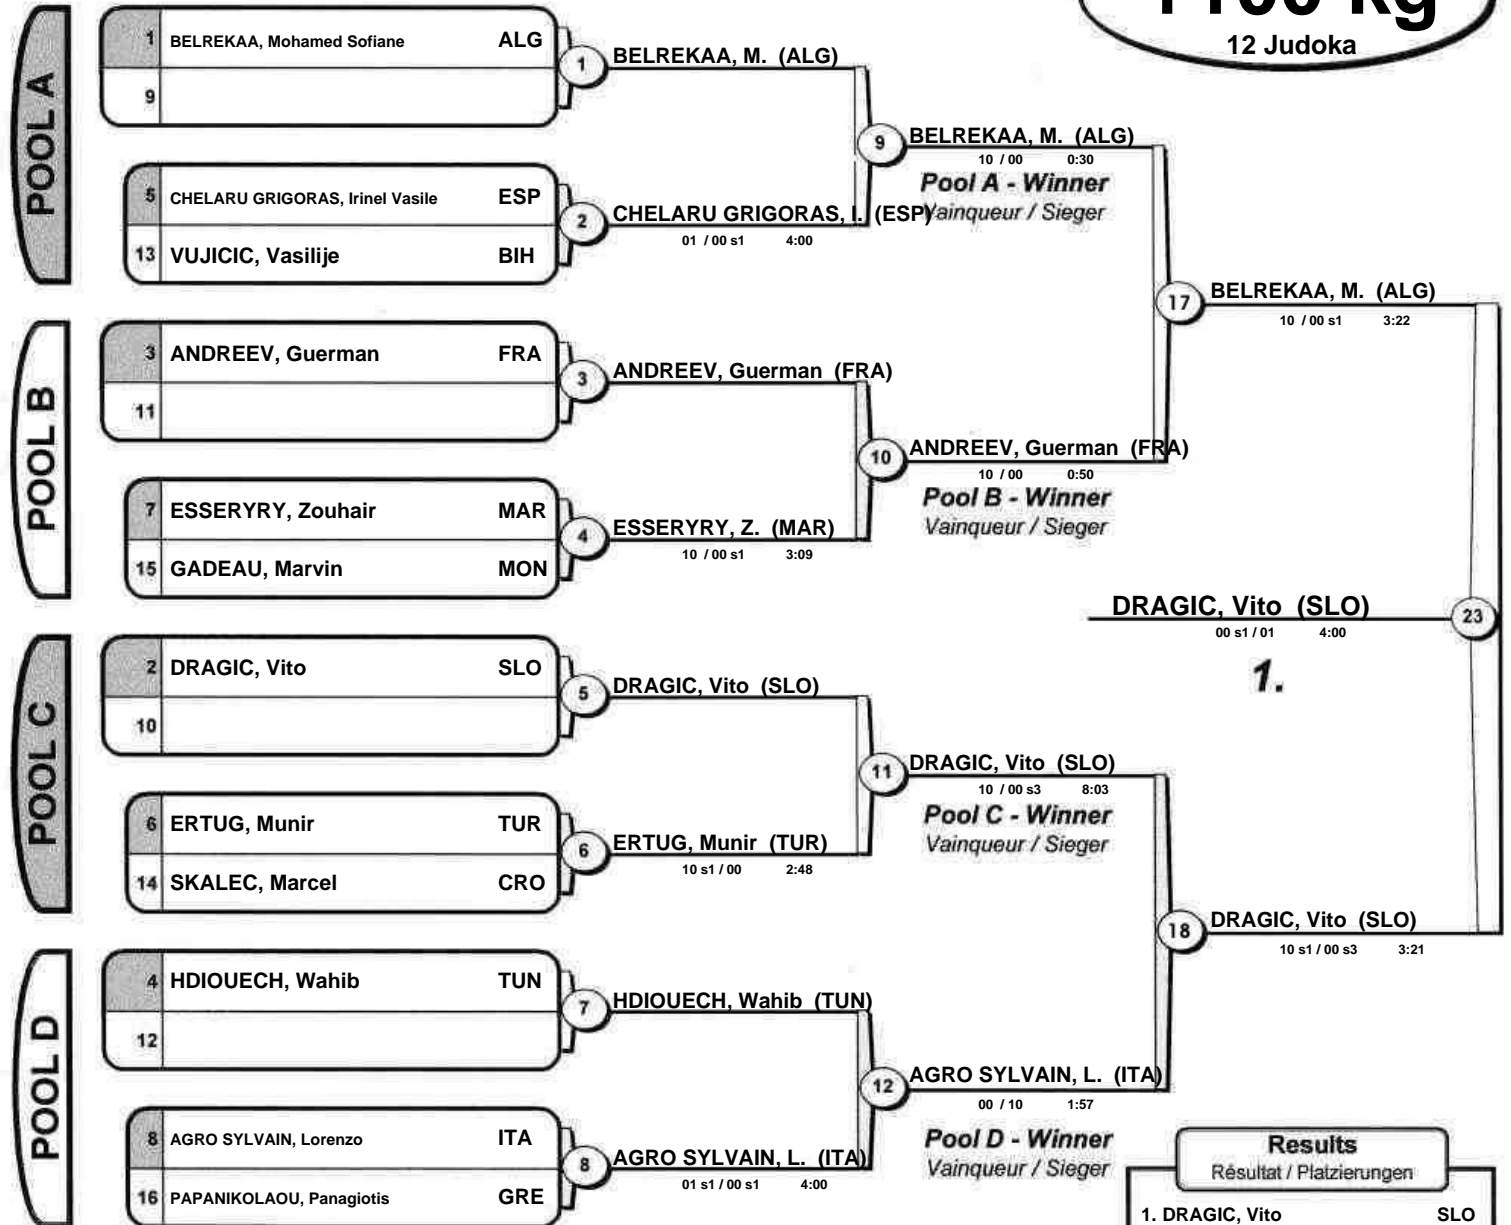 100 kg
12 Judoka
POOL A
1 BELREKAA, Mohamed Sofiane ALG
9
1 BELREKAA, M. (ALG)
5 CHELARU GRIGORAS, Irinel Vasile ESP
13 VUJICIC, Vasilije BIH
2 CHELARU GRIGORAS, I. (ESP)
01 / 00 s1 4:00
9 BELREKAA, M. (ALG)
10 / 00 0:30
Pool A - Winner
Vainqueur / Sieger
POOL B
3 ANDREEV, Guerman FRA
11
3 ANDREEV, Guerman (FRA)
7 ESSERYRY, Zouhair MAR
15 GADEAU, Marvin MON
4 ESSERYRY, Z. (MAR)
10 / 00 s1 3:09
10 ANDREEV, Guerman (FRA)
10 / 00 0:50
Pool B - Winner
Vainqueur / Sieger
17 BELREKAA, M. (ALG)
10 / 00 s1 3:22
POOL C
2 DRAGIC, Vito SLO
10
5 DRAGIC, Vito (SLO)
6 ERTUG, Munir TUR
14 SKALEC, Marcel CRO
6 ERTUG, Munir (TUR)
10 s1 / 00 2:48
11 DRAGIC, Vito (SLO)
10 / 00 s3 8:03
Pool C - Winner
Vainqueur / Sieger
POOL D
4 HDIOUECH, Wahib TUN
12
7 HDIOUECH, Wahib (TUN)
8 AGRO SYLVAIN, Lorenzo ITA
16 PAPANIKOLAOU, Panagiotis GRE
8 AGRO SYLVAIN, L. (ITA)
01 s1 / 00 s1 4:00
12 AGRO SYLVAIN, L. (ITA)
00 / 10 1:57
Pool D - Winner
Vainqueur / Sieger
18 DRAGIC, Vito (SLO)
10 s1 / 00 s3 3:21
DRAGIC, Vito (SLO) 23
00 s1 / 01 4:00
1.
Results
Résultat / Platzierungen
1. DRAGIC, Vito SLO